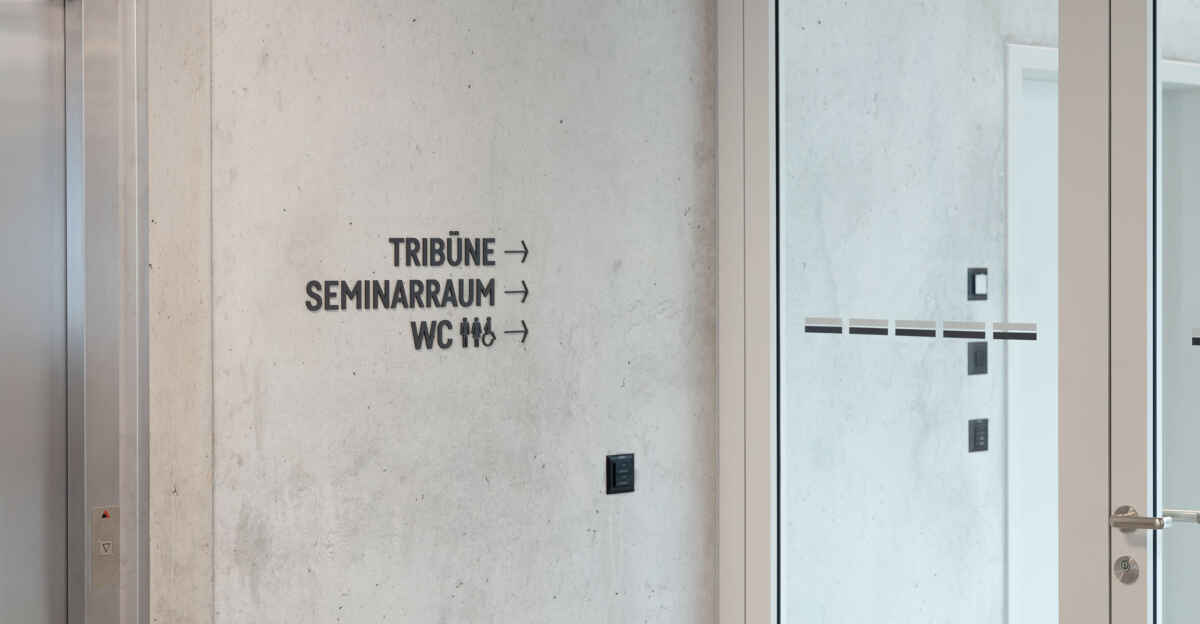 TRIBÜNE →
SEMINARRAUM →
WC →